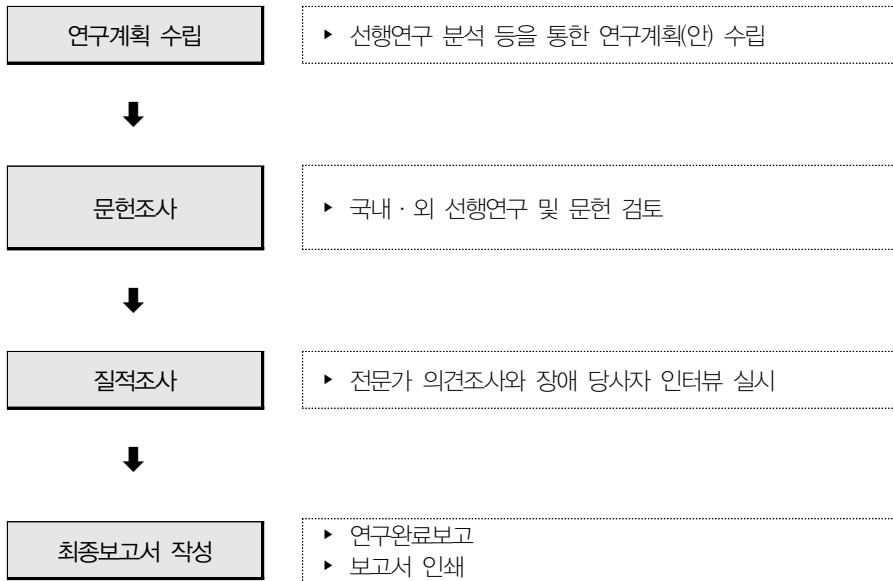 연구계획 수립
▶ 선행연구 분석 등을 통한 연구계획(안) 수립
문헌조사
▶ 국내 · 외 선행연구 및 문헌 검토
질적조사
▶ 전문가 의견조사와 장애 당사자 인터뷰 실시
최종보고서 작성
▶ 연구완료보고
▶ 보고서 인쇄